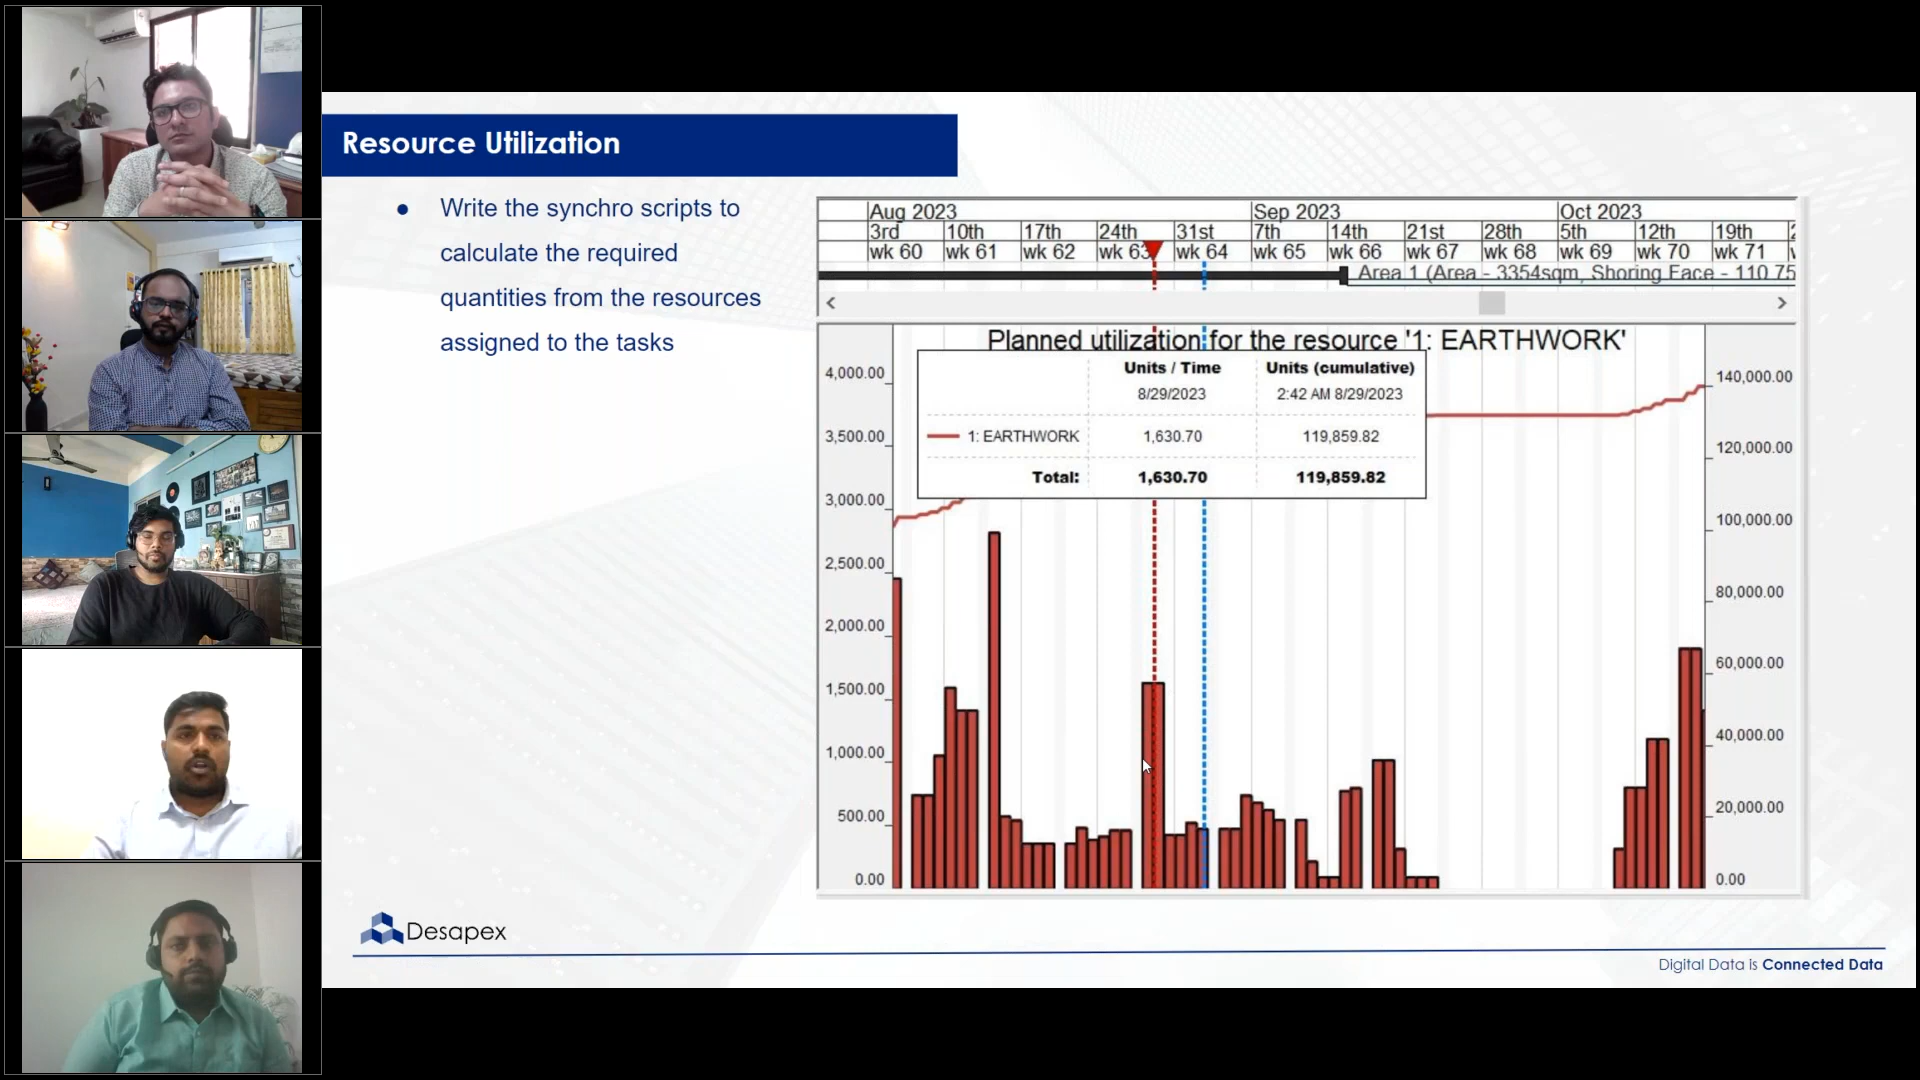 Resource Utilization
● Write the synchro scripts to
calculate the required
quantities from the resources
assigned to the tasks
Aug 2023 Sep 2023 Oct 2023
3rd 10th 17th 24th 31st 7th 14th 21st 28th 5th 12th 19th
wk 60 wk 61 wk 62 wk 63 wk 64 wk 65 wk 66 wk 67 wk 68 wk 69 wk 70 wk 71
Area 1 (Area - 3354sqm, Shoring Face - 110.75
Planned utilization for the resource '1: EARTHWORK'
Units / Time Units (cumulative)
8/29/2023 2:42 AM 8/29/2023
1: EARTHWORK 1,630.70 119,859.82
Total: 1,630.70 119,859.82
4,000.00
3,500.00
3,000.00
2,500.00
2,000.00
1,500.00
1,000.00
500.00
0.00
140,000.00
120,000.00
100,000.00
80,000.00
60,000.00
40,000.00
20,000.00
0.00
Desapex
Digital Data is Connected Data